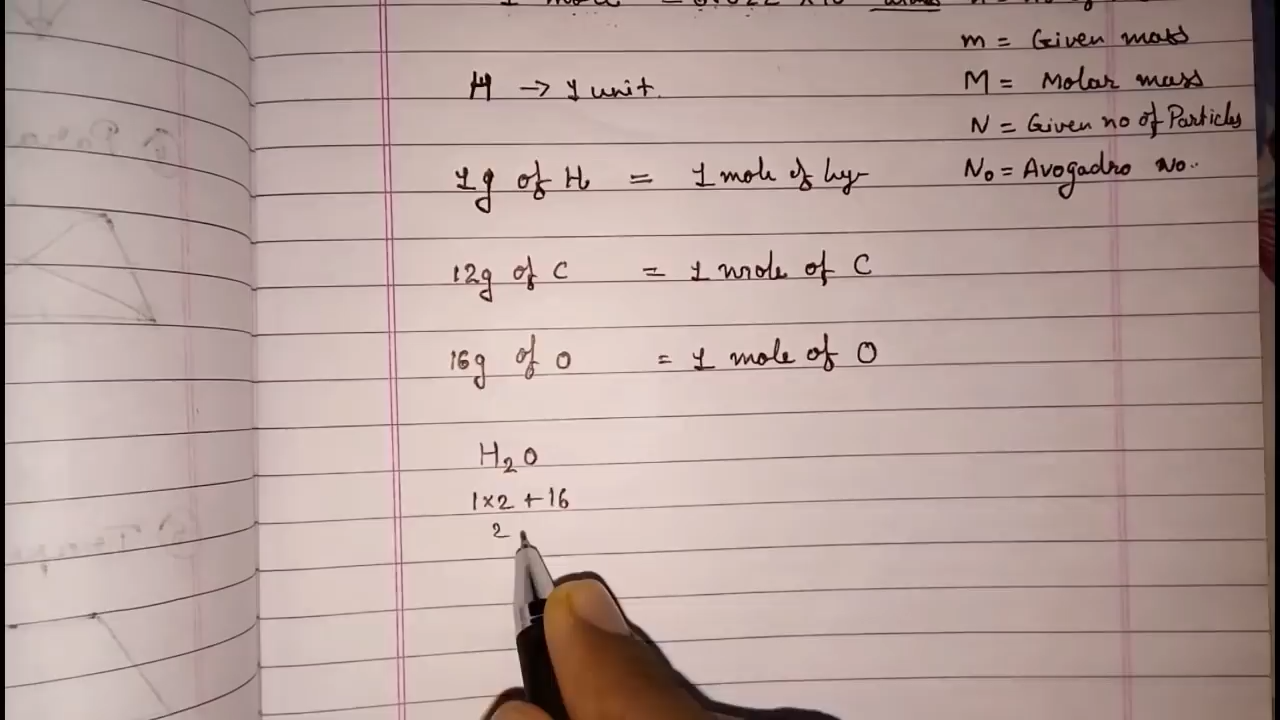 m = Given mass
H → 1 unit.
M = Molar mass
N = Given no of Particles
1g of H = 1 mole of hy
No = Avogadro No.
12g of C = 1 mole of C
16g of O = 1 mole of O
H₂O
1×2 + 16
2